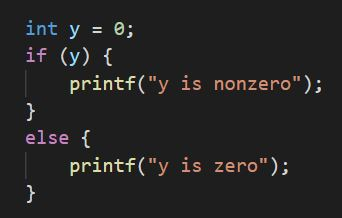 int y = 0;
if (y) {
    printf("y is nonzero");
}
else {
    printf("y is zero");
}